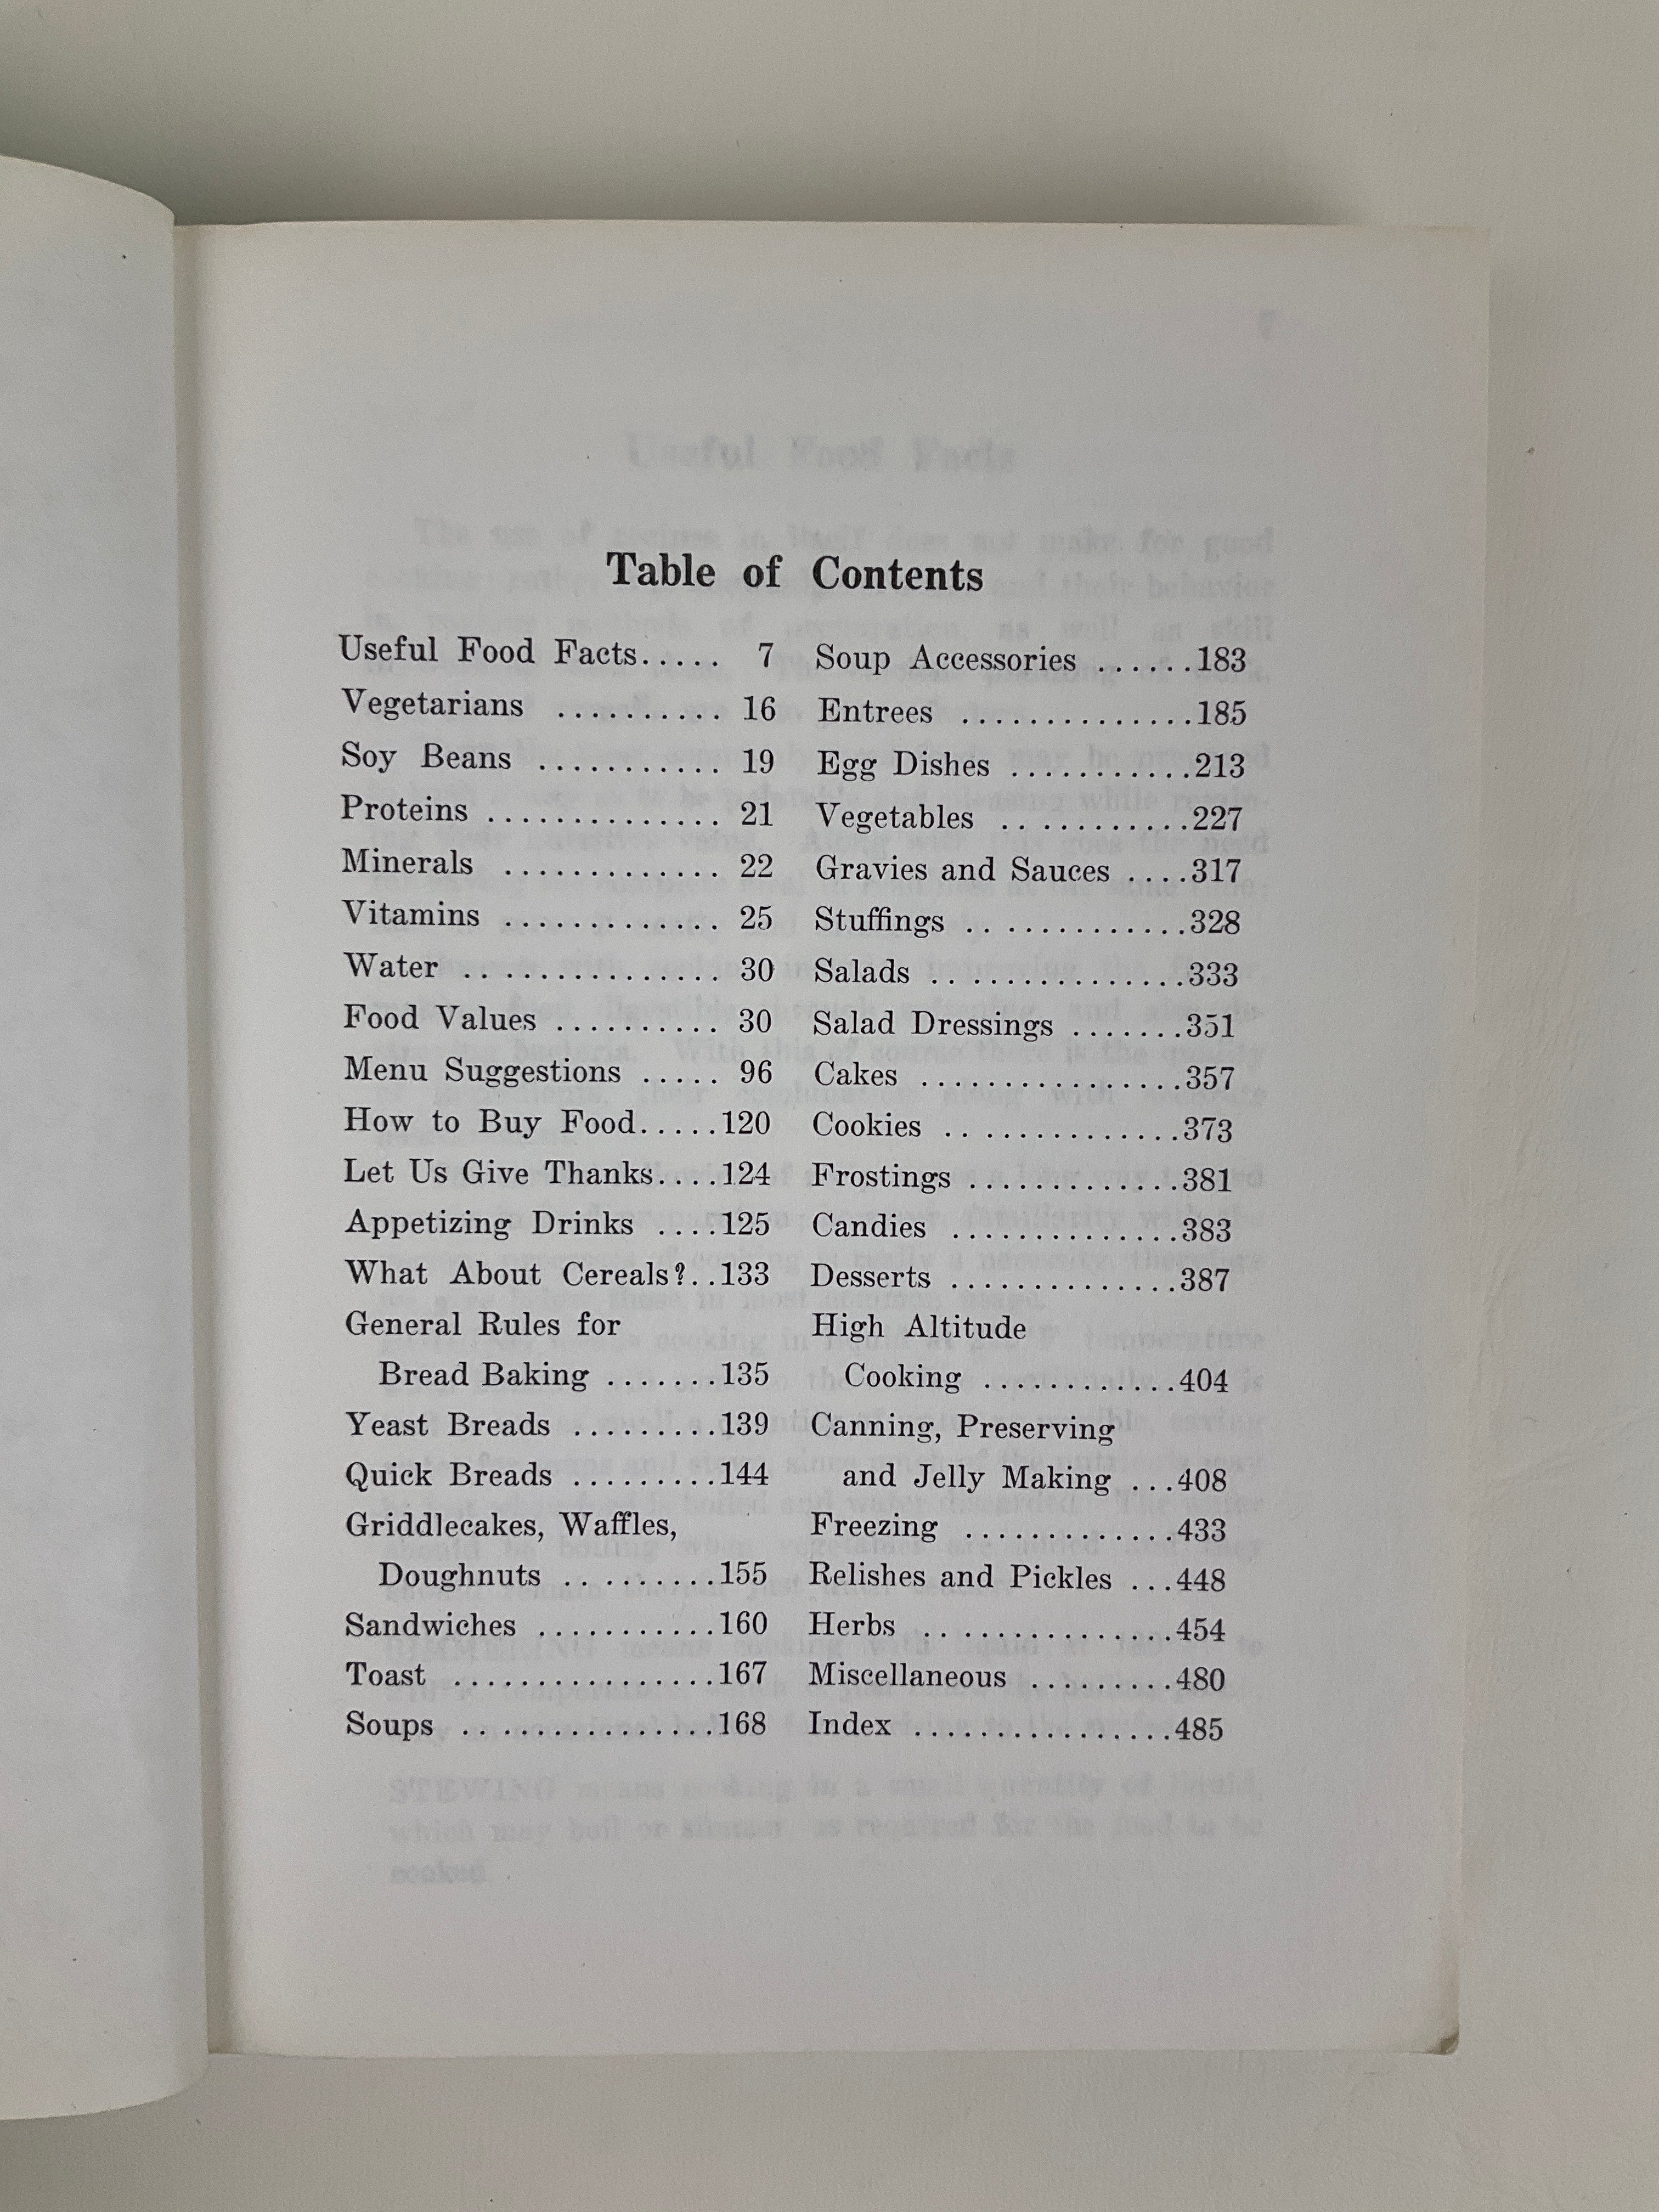 Table of Contents
Useful Food Facts..... 7
Vegetarians .......... 16
Soy Beans ........... 19
Proteins .............. 21
Minerals ............. 22
Vitamins ............. 25
Water ............... 30
Food Values .......... 30
Menu Suggestions ..... 96
How to Buy Food.....120
Let Us Give Thanks....124
Appetizing Drinks ....125
What About Cereals?..133
General Rules for
Bread Baking .......135
Yeast Breads .........139
Quick Breads .........144
Griddlecakes, Waffles,
Doughnuts .. ........155
Sandwiches ...........160
Toast ................167
Soups .. .............168
Soup Accessories ......183
Entrees ..............185
Egg Dishes ...........213
Vegetables .. .........227
Gravies and Sauces ....317
Stuffings .. ...........328
Salads .. ..............333
Salad Dressings .......351
Cakes ................357
Cookies .. ............373
Frostings .............381
Candies ..............383
Desserts ..............387
High Altitude
Cooking ............404
Canning, Preserving
and Jelly Making ...408
Freezing .............433
Relishes and Pickles ...448
Herbs .. .............454
Miscellaneous .........480
Index ................485